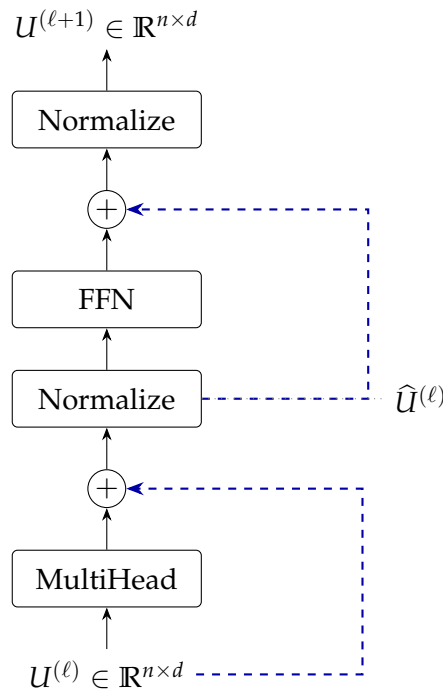 U^{(ℓ+1)} ∈ ℝ^{n×d}
Normalize
+
FFN
Normalize
Û^{(ℓ)}
+
MultiHead
U^{(ℓ)} ∈ ℝ^{n×d}